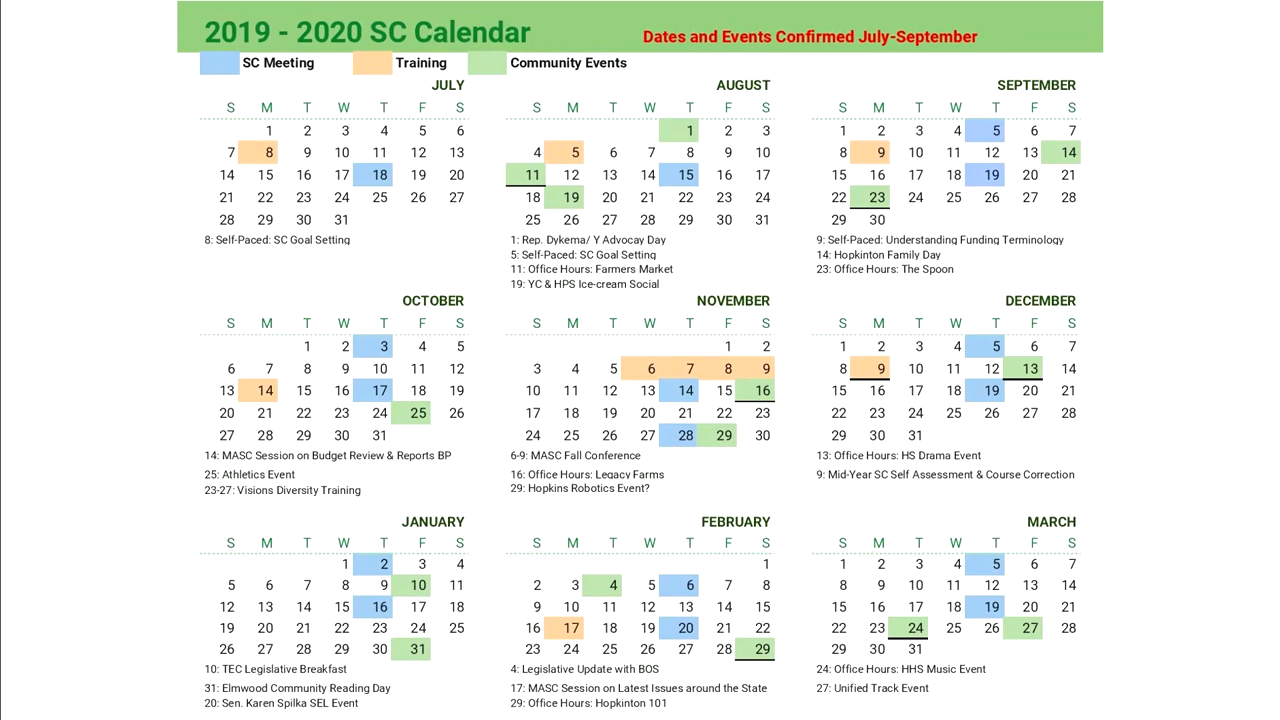 2019 - 2020 SC Calendar
Dates and Events Confirmed July-September
SC Meeting Training Community Events
JULY
S M T W T F S
1 2 3 4 5 6
7 8 9 10 11 12 13
14 15 16 17 18 19 20
21 22 23 24 25 26 27
28 29 30 31
8: Self-Paced: SC Goal Setting
AUGUST
S M T W T F S
1 2 3
4 5 6 7 8 9 10
11 12 13 14 15 16 17
18 19 20 21 22 23 24
25 26 27 28 29 30 31
1: Rep. Dykema/ Y Advocay Day
5: Self-Paced: SC Goal Setting
11: Office Hours: Farmers Market
19: YC & HPS Ice-cream Social
SEPTEMBER
S M T W T F S
1 2 3 4 5 6 7
8 9 10 11 12 13 14
15 16 17 18 19 20 21
22 23 24 25 26 27 28
29 30
9: Self-Paced: Understanding Funding Terminology
14: Hopkinton Family Day
23: Office Hours: The Spoon
OCTOBER
S M T W T F S
1 2 3 4 5
6 7 8 9 10 11 12
13 14 15 16 17 18 19
20 21 22 23 24 25 26
27 28 29 30 31
14: MASC Session on Budget Review & Reports BP
25: Athletics Event
23-27: Visions Diversity Training
NOVEMBER
S M T W T F S
1 2
3 4 5 6 7 8 9
10 11 12 13 14 15 16
17 18 19 20 21 22 23
24 25 26 27 28 29 30
6-9: MASC Fall Conference
16: Office Hours: Legacy Farms
29: Hopkins Robotics Event?
DECEMBER
S M T W T F S
1 2 3 4 5 6 7
8 9 10 11 12 13 14
15 16 17 18 19 20 21
22 23 24 25 26 27 28
29 30 31
13: Office Hours: HS Drama Event
9: Mid-Year SC Self Assessment & Course Correction
JANUARY
S M T W T F S
1 2 3 4
5 6 7 8 9 10 11
12 13 14 15 16 17 18
19 20 21 22 23 24 25
26 27 28 29 30 31
10: TEC Legislative Breakfast
31: Elmwood Community Reading Day
20: Sen. Karen Spilka SEL Event
FEBRUARY
S M T W T F S
1
2 3 4 5 6 7 8
9 10 11 12 13 14 15
16 17 18 19 20 21 22
23 24 25 26 27 28 29
4: Legislative Update with BOS
17: MASC Session on Latest Issues around the State
29: Office Hours: Hopkinton 101
MARCH
S M T W T F S
1 2 3 4 5 6 7
8 9 10 11 12 13 14
15 16 17 18 19 20 21
22 23 24 25 26 27 28
29 30 31
24: Office Hours: HHS Music Event
27: Unified Track Event